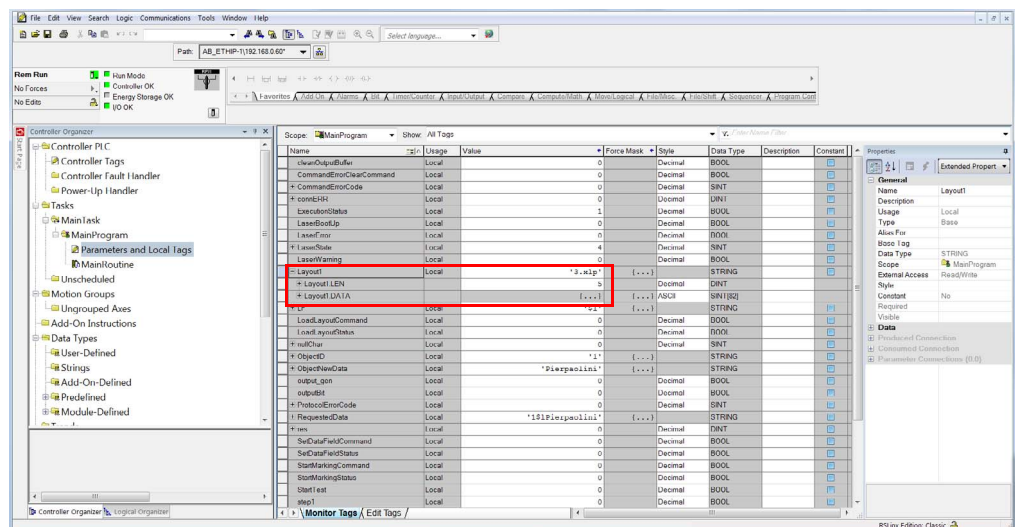 File Edit View Search Logic Communications Tools Window Help
Select language...
Path: AB_ETHIP-1\192.168.0.60*
Rem Run
No Forces
No Edits
Run Mode
Controller OK
Energy Storage OK
I/O OK
Favorites Add-On Alarms Bit Timer/Counter Input/Output Compare Compute/Math Move/Logical File/Misc. File/Shift Sequencer Program Cont
Start Page
Controller Organizer
Controller PLC
Controller Tags
Controller Fault Handler
Power-Up Handler
Tasks
MainTask
MainProgram
Parameters and Local Tags
MainRoutine
Unscheduled
Motion Groups
Ungrouped Axes
Add-On Instructions
Data Types
User-Defined
Strings
Add-On-Defined
Predefined
Module-Defined
Controller Organizer Logical Organizer
Scope: MainProgram Show: All Tags Enter Name Filter
Name Usage Value Force Mask Style Data Type Description Constant
cleanOutputBuffer Local 0 Decimal BOOL
CommandErrorClearCommand Local 0 Decimal BOOL
+ CommandErrorCode Local 0 Decimal SINT
+ connERR Local 0 Decimal DINT
ExecutionStatus Local 1 Decimal BOOL
LaserBootUp Local 0 Decimal BOOL
LaserError Local 0 Decimal BOOL
+ LaserState Local 4 Decimal SINT
LaserWarning Local 0 Decimal BOOL
- Layout1 Local '3.xlp' {...} STRING
+ Layout1.LEN 5 Decimal DINT
+ Layout1.DATA {...} {...} ASCII SINT[82]
+ LF Local '$l' {...} STRING
LoadLayoutCommand Local 0 Decimal BOOL
LoadLayoutStatus Local 0 Decimal BOOL
+ nullChar Local 0 Decimal SINT
+ ObjectID Local '1' {...} STRING
+ ObjectNewData Local 'Pierpaolini' {...} STRING
output_gon Local 0 Decimal BOOL
outputBit Local 0 Decimal BOOL
+ ProtocolErrorCode Local 0 Decimal SINT
+ RequestedData Local '1$lPierpaolini' {...} STRING
+ res Local 0 Decimal DINT
SetDataFieldCommand Local 0 Decimal BOOL
SetDataFieldStatus Local 0 Decimal BOOL
StartMarkingCommand Local 0 Decimal BOOL
StartMarkingStatus Local 0 Decimal BOOL
StartTest Local 0 Decimal BOOL
step1 Local 0 Decimal BOOL
Monitor Tags Edit Tags
Properties
Extended Propert
General
Name Layout1
Description
Usage Local
Type Base
Alias For
Base Tag
Data Type STRING
Scope MainProgram
External Access Read/Write
Style
Constant No
Required
Visible
Data
Produced Connection
Consumed Connection
Parameter Connections {0:0}
RSLinx Edition: Classic